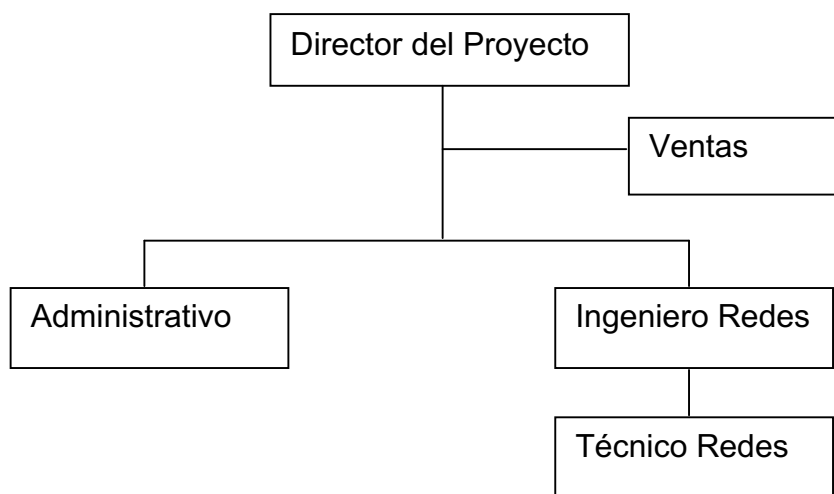 Director del Proyecto
Ventas
Administrativo
Ingeniero Redes
Técnico Redes